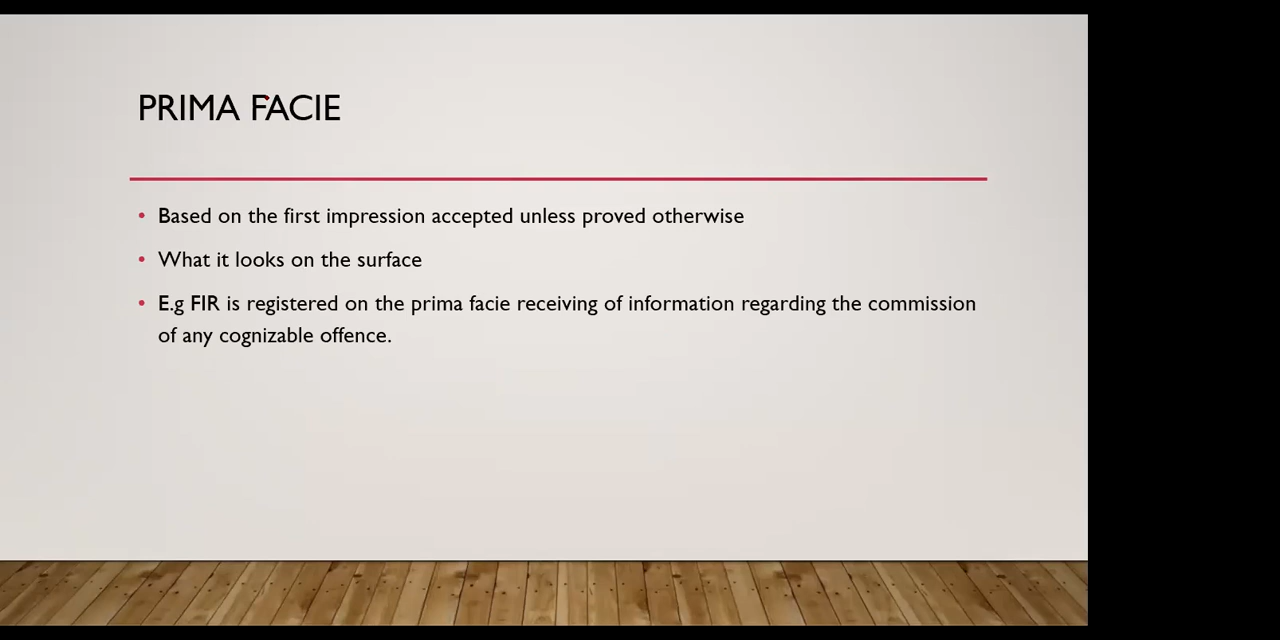 PRIMA FACIE
• Based on the first impression accepted unless proved otherwise
• What it looks on the surface
• E.g FIR is registered on the prima facie receiving of information regarding the commission
of any cognizable offence.